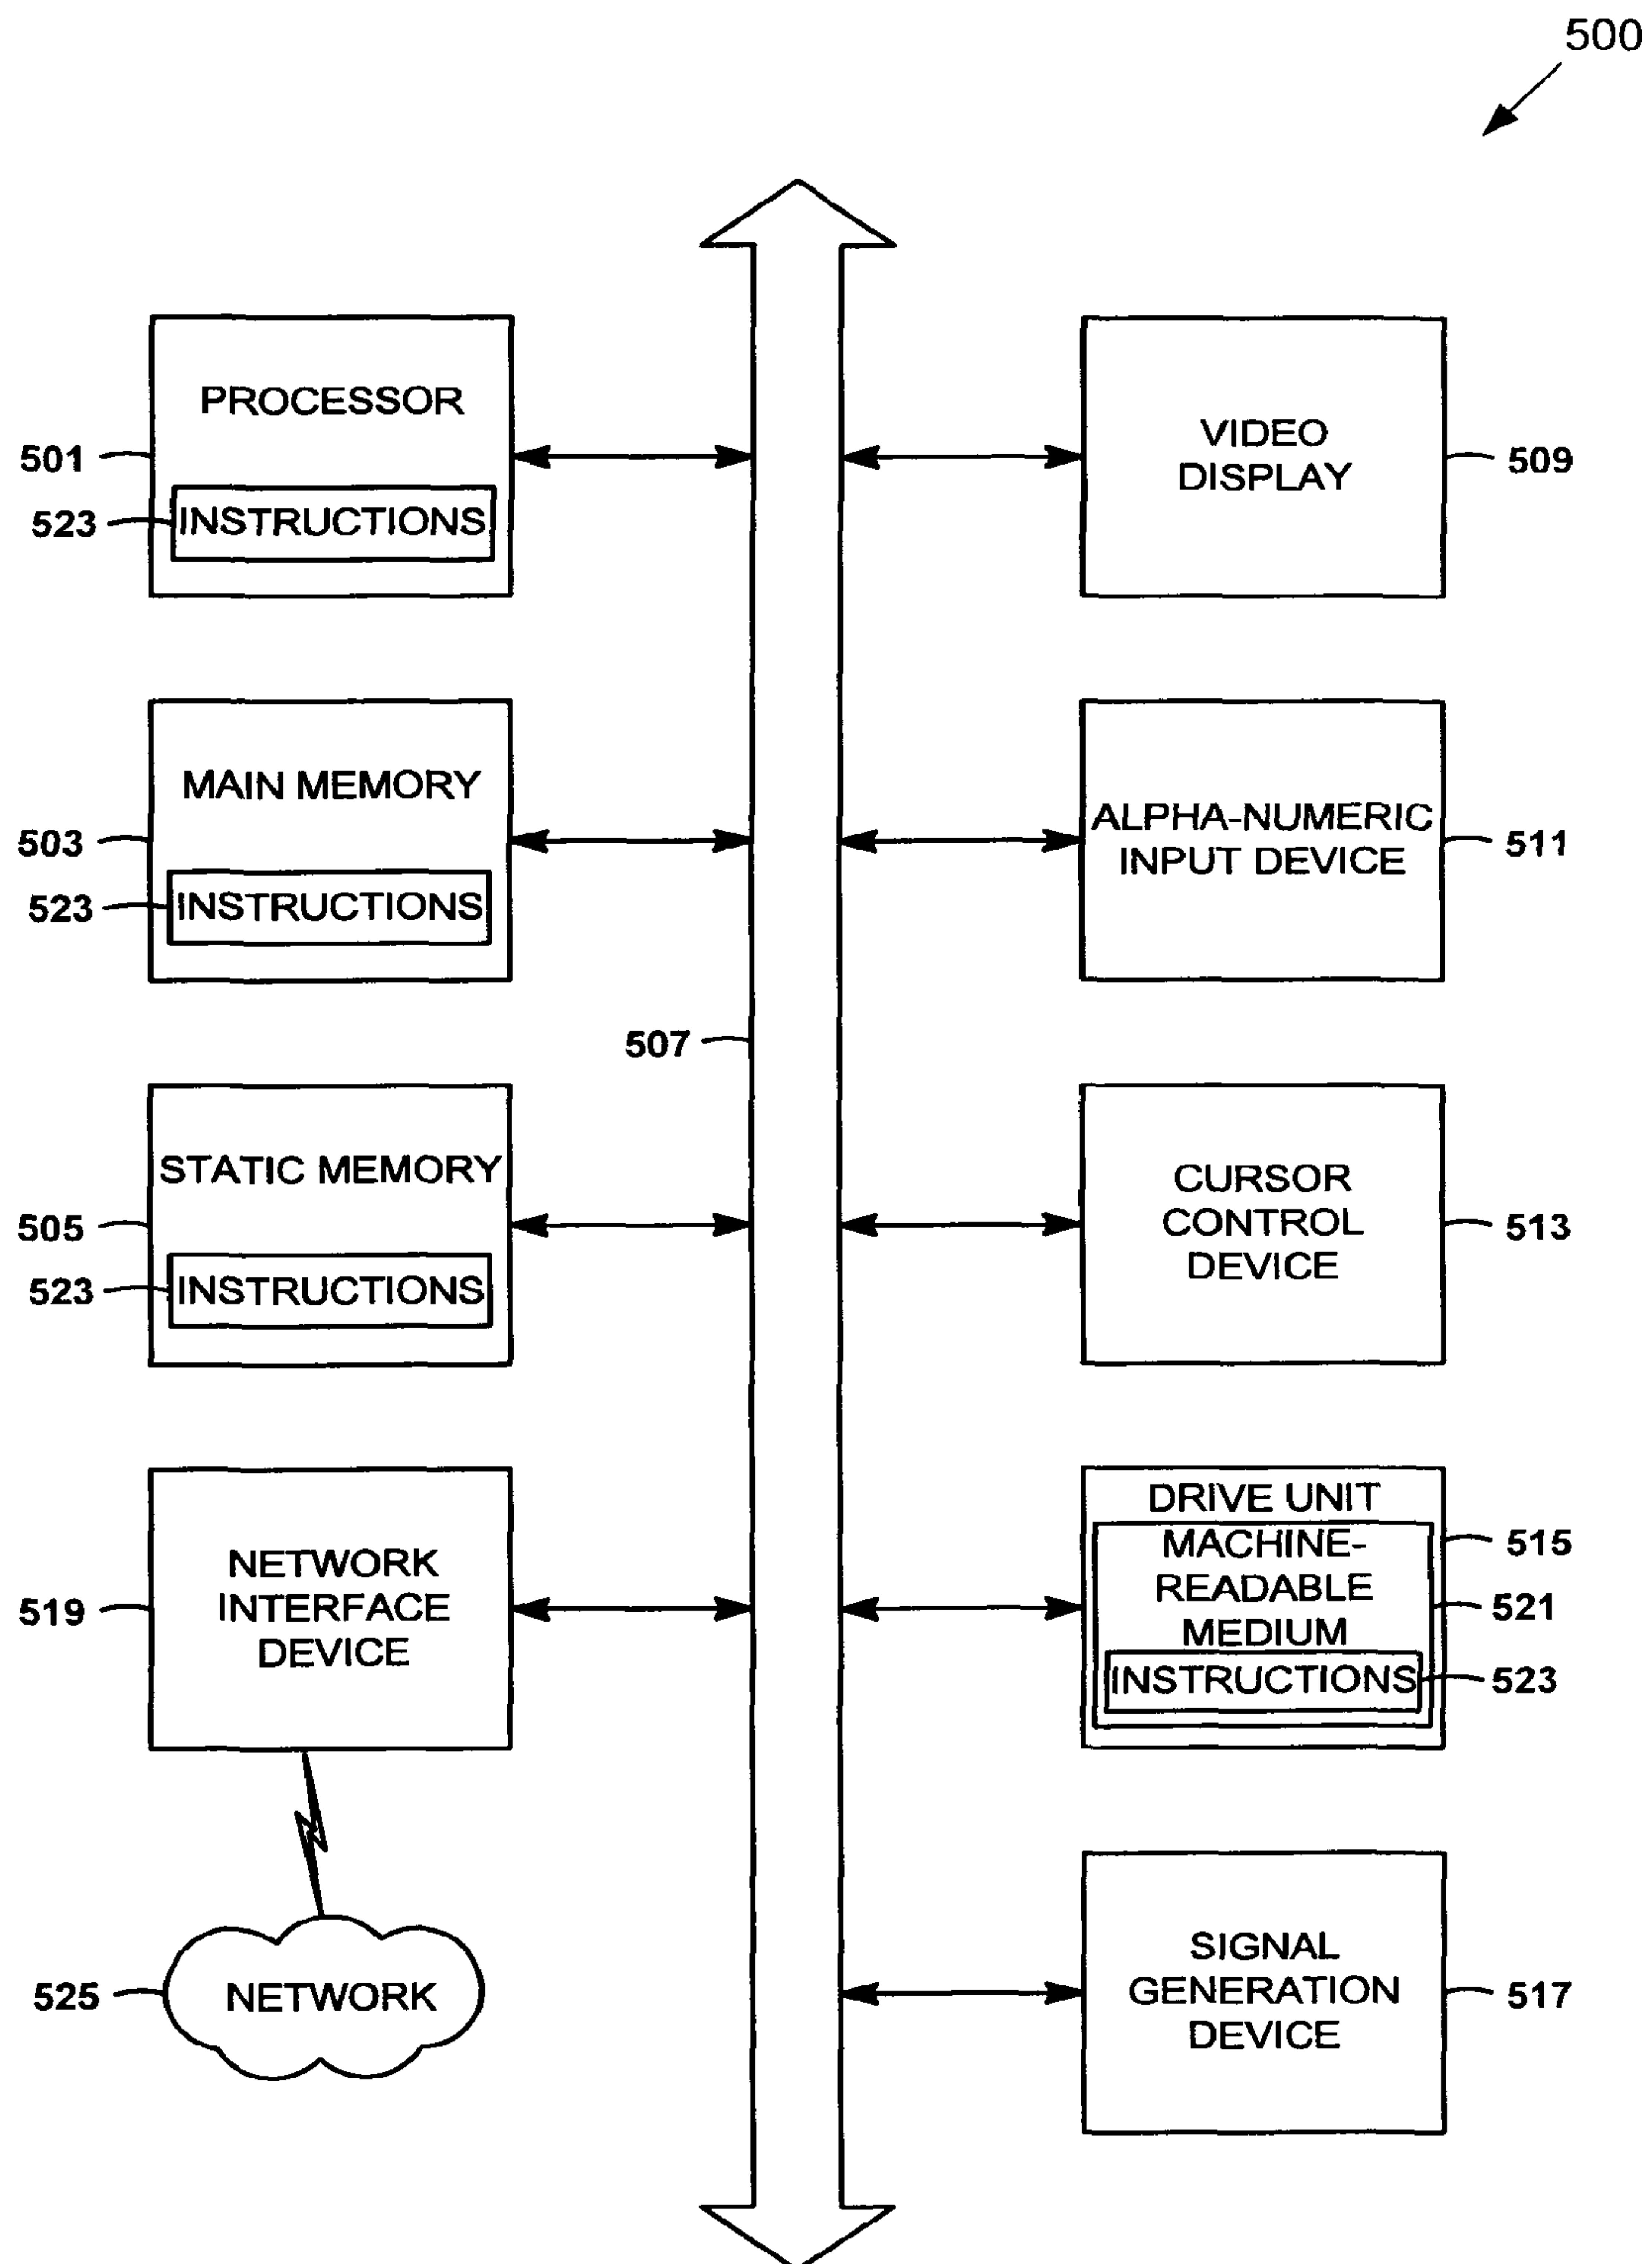 500
PROCESSOR
501
523
INSTRUCTIONS
VIDEO
DISPLAY
509
MAIN MEMORY
503
523
INSTRUCTIONS
ALPHA-NUMERIC
INPUT DEVICE
511
507
STATIC MEMORY
505
523
INSTRUCTIONS
CURSOR
CONTROL
DEVICE
513
NETWORK
INTERFACE
DEVICE
519
DRIVE UNIT
MACHINE-
READABLE
MEDIUM
INSTRUCTIONS
515
521
523
525
NETWORK
SIGNAL
GENERATION
DEVICE
517